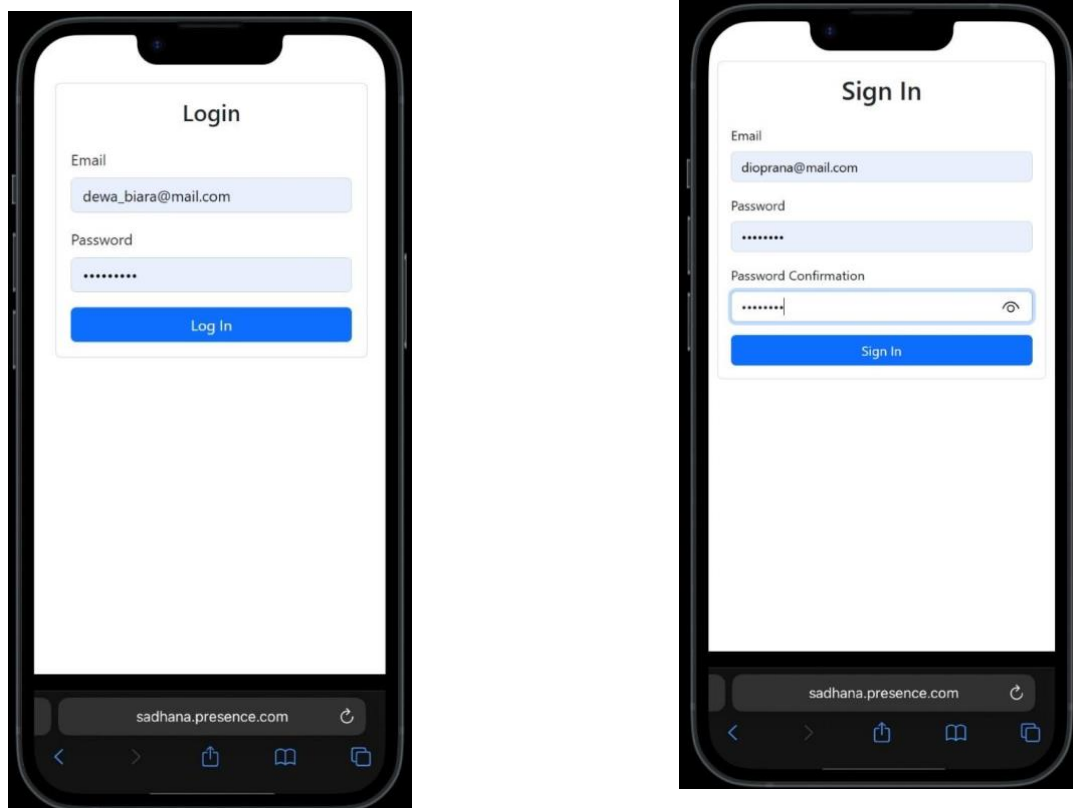 Login
Email
dewa_biara@mail.com
Password
•••••••••
Log In
sadhana.presence.com
Sign In
Email
dioprana@mail.com
Password
••••••••
Password Confirmation
••••••••
Sign In
sadhana.presence.com